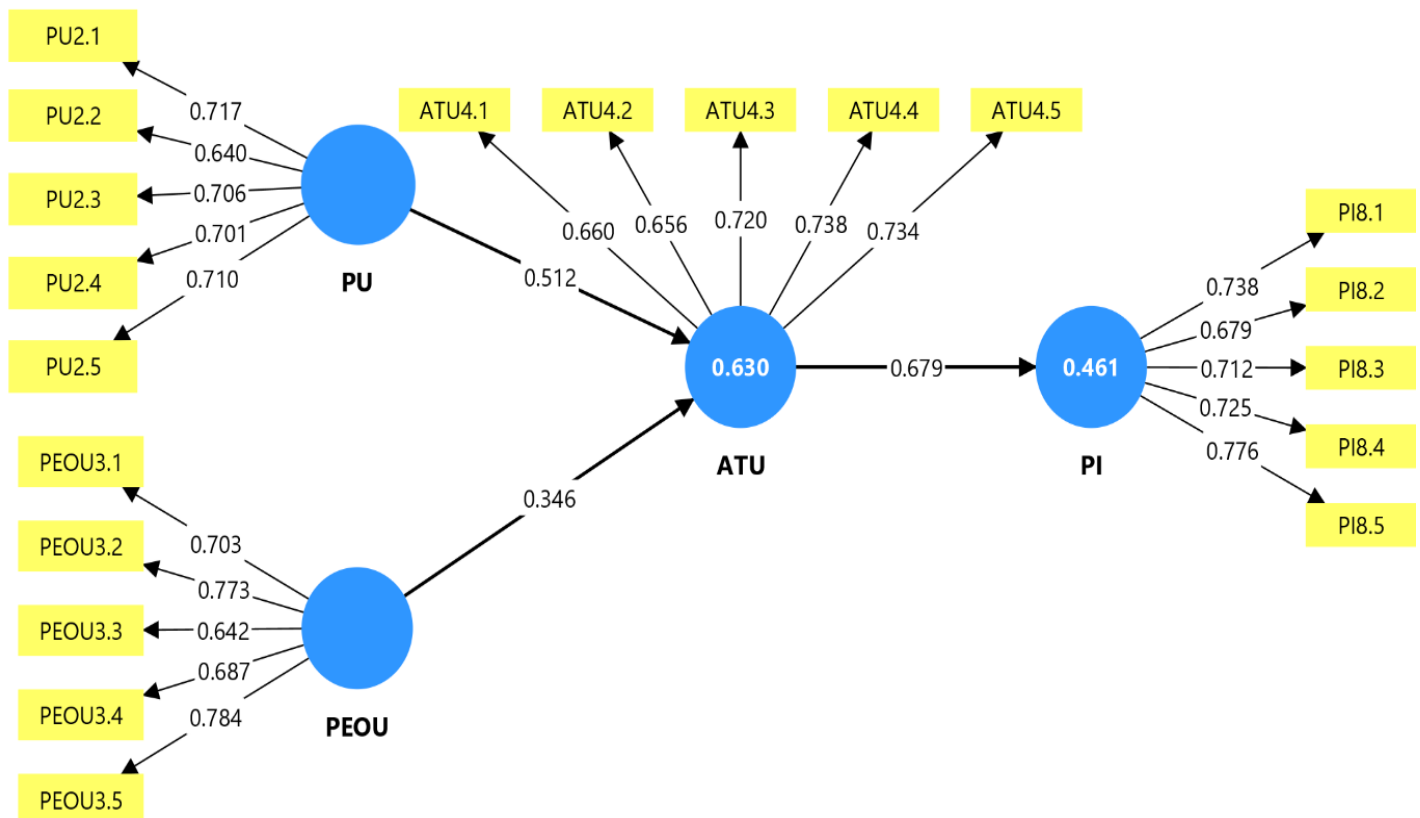 PU2.1
PU2.2
PU2.3
PU2.4
PU2.5
0.717
0.640
0.706
0.701
0.710
PU
ATU4.1 ATU4.2 ATU4.3 ATU4.4 ATU4.5
0.660 0.656 0.720 0.738 0.734
0.512
0.630
ATU
0.679
0.461
PI
0.738
0.679
0.712
0.725
0.776
PI8.1
PI8.2
PI8.3
PI8.4
PI8.5
PEOU3.1
PEOU3.2
PEOU3.3
PEOU3.4
PEOU3.5
0.703
0.773
0.642
0.687
0.784
PEOU
0.346